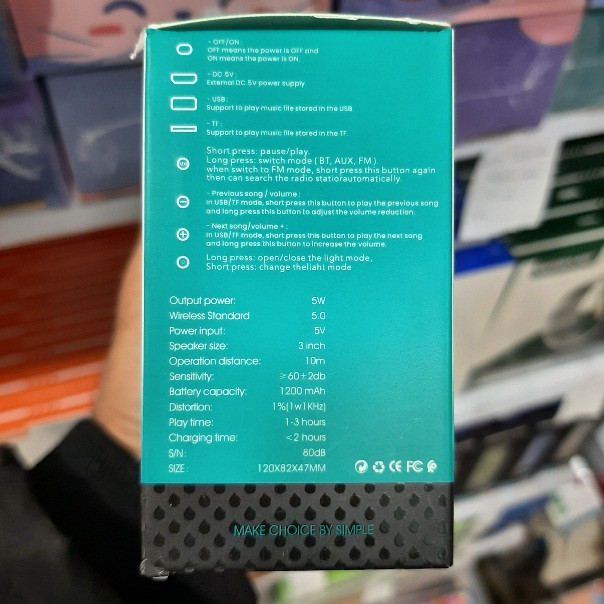 - OFF/ON :
OFF means the power is OFF and
ON means the power is ON.
- DC 5V :
External DC 5V power supply
- USB :
Support to play music file stored in the USB
- TF :
Support to play music file stored in the TF.
Short press: pause/play.
Long press: switch mode ( BT, AUX, FM ).
when switch to FM mode, short press this button again
then can search the radio statiorautomatically.
- Previous song / volume - :
In USB/TF mode, short press this button to play the previous song
and long press this button to adjust the volume reduction.
- Next song/volume + :
In USB/TF mode, short press this button to play the next song
and long press this button to increase the volume.
Long press: open/close the light mode,
Short press: change theliaht mode
Output power: 5W
Wireless Standard 5.0
Power input: 5V
Speaker size: 3 inch
Operation distance: 10m
Sensitivity: ≥60±2db
Battery capacity: 1200 mAh
Distortion: 1%(1w1KHz)
Play time: 1-3 hours
Charging time: <2 hours
S/N: 80dB
SIZE : 120X82X47MM
CE FC
MAKE CHOICE BY SIMPLE